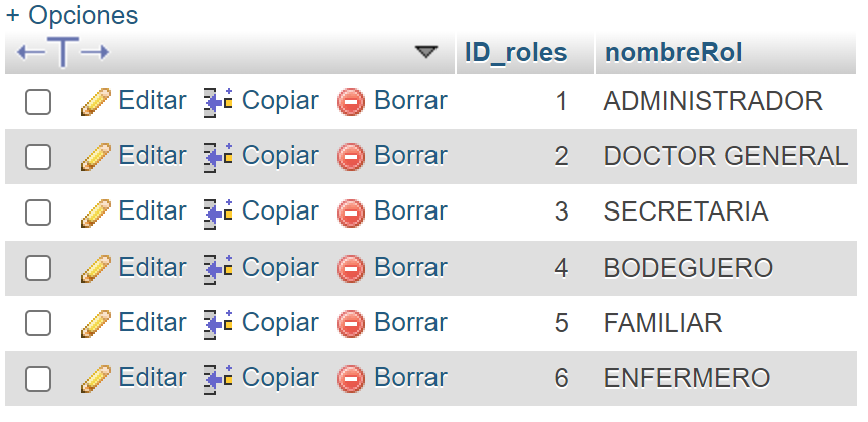 + Opciones
ID_roles nombreRol
Editar Copiar Borrar 1 ADMINISTRADOR
Editar Copiar Borrar 2 DOCTOR GENERAL
Editar Copiar Borrar 3 SECRETARIA
Editar Copiar Borrar 4 BODEGUERO
Editar Copiar Borrar 5 FAMILIAR
Editar Copiar Borrar 6 ENFERMERO